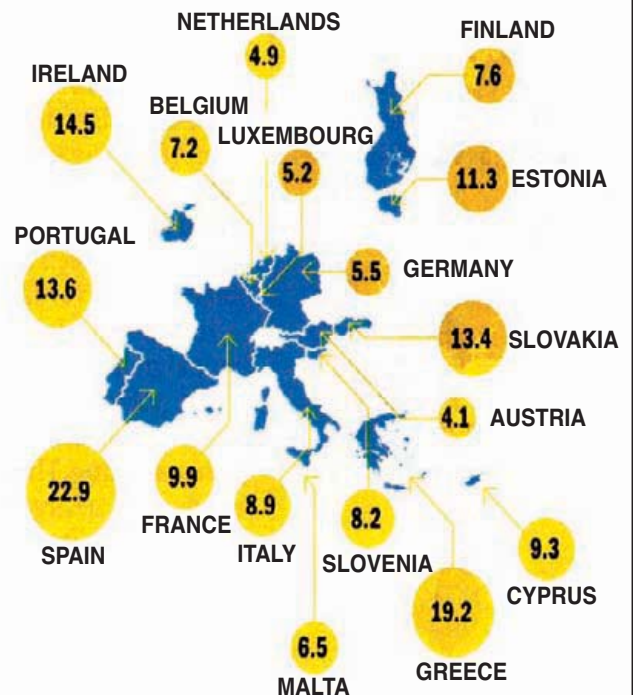 NETHERLANDS
4.9
FINLAND
7.6
IRELAND
14.5
BELGIUM
7.2
LUXEMBOURG
5.2
11.3 ESTONIA
PORTUGAL
13.6
5.5 GERMANY
13.4 SLOVAKIA
4.1 AUSTRIA
22.9
SPAIN
9.9
FRANCE
8.9
ITALY
8.2
SLOVENIA
9.3
CYPRUS
19.2
GREECE
6.5
MALTA